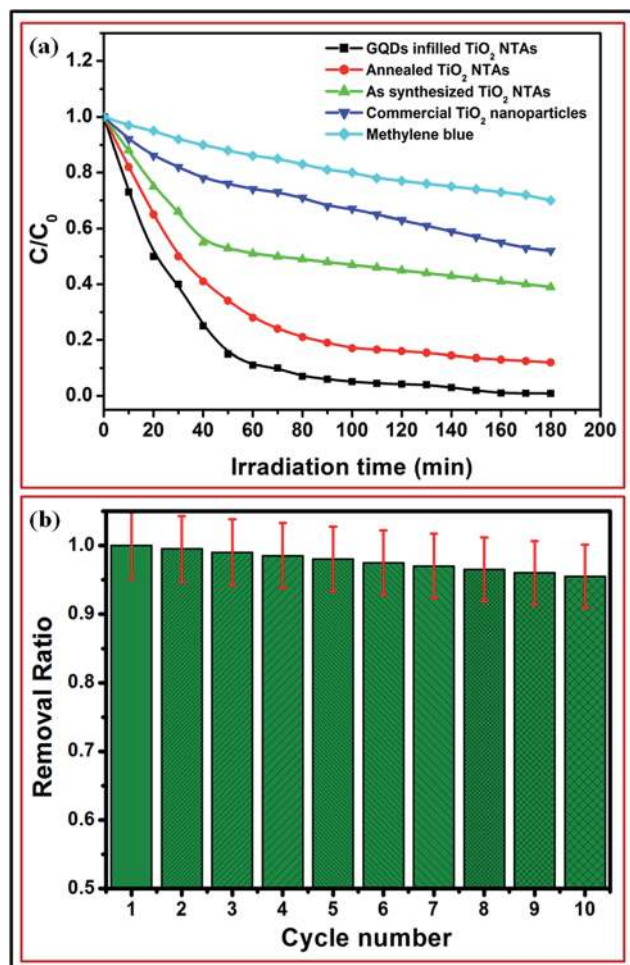 (a)
GQDs infilled TiO₂ NTAs
Annealed TiO₂ NTAs
As synthesized TiO₂ NTAs
Commercial TiO₂ nanoparticles
Methylene blue
C/C₀
1.2
1.0
0.8
0.6
0.4
0.2
0.0
0 20 40 60 80 100 120 140 160 180 200
Irradiation time (min)
(b)
Removal Ratio
1.0
0.9
0.8
0.7
0.6
0.5
1 2 3 4 5 6 7 8 9 10
Cycle number